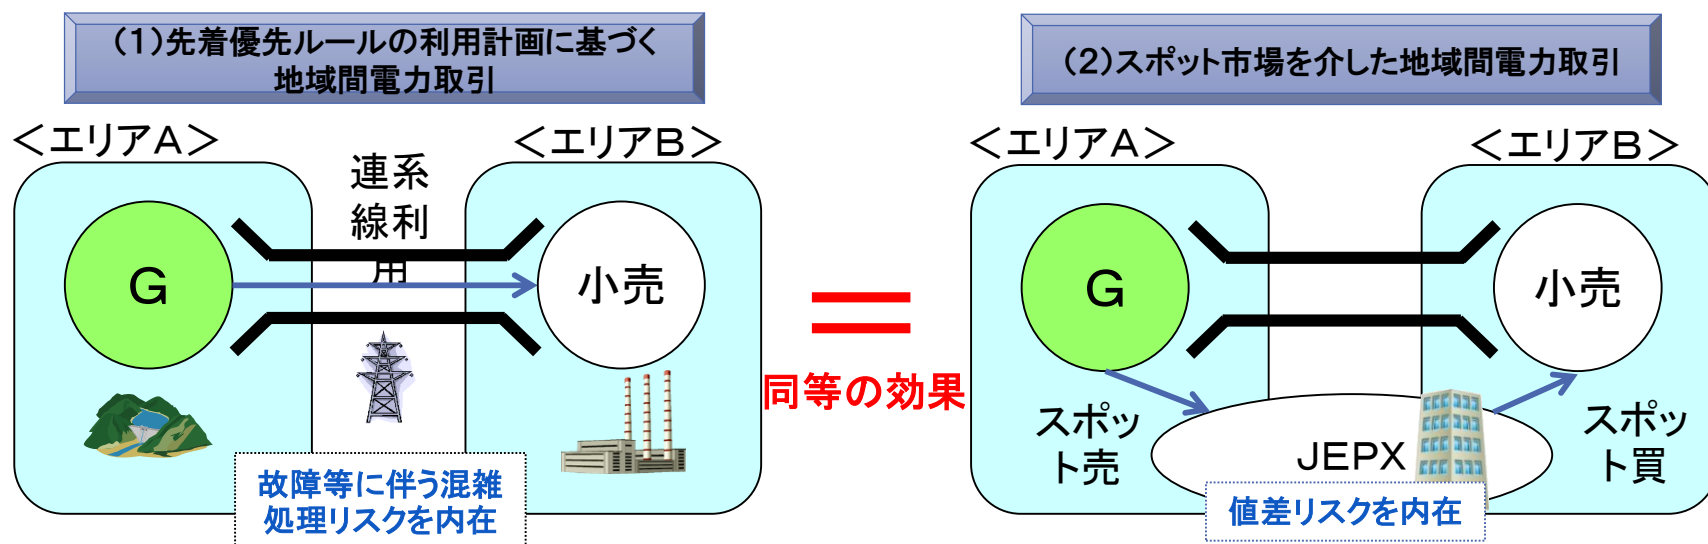 （1）先着優先ルールの利用計画に基づく
地域間電力取引
＜エリアＡ＞
＜エリアＢ＞
連系
線利
用
Ｇ
小売
故障等に伴う混雑
処理リスクを内在
同等の効果
（2）スポット市場を介した地域間電力取引
＜エリアＡ＞
＜エリアＢ＞
Ｇ
小売
スポッ
ト売
JEPX
スポッ
ト買
値差リスクを内在